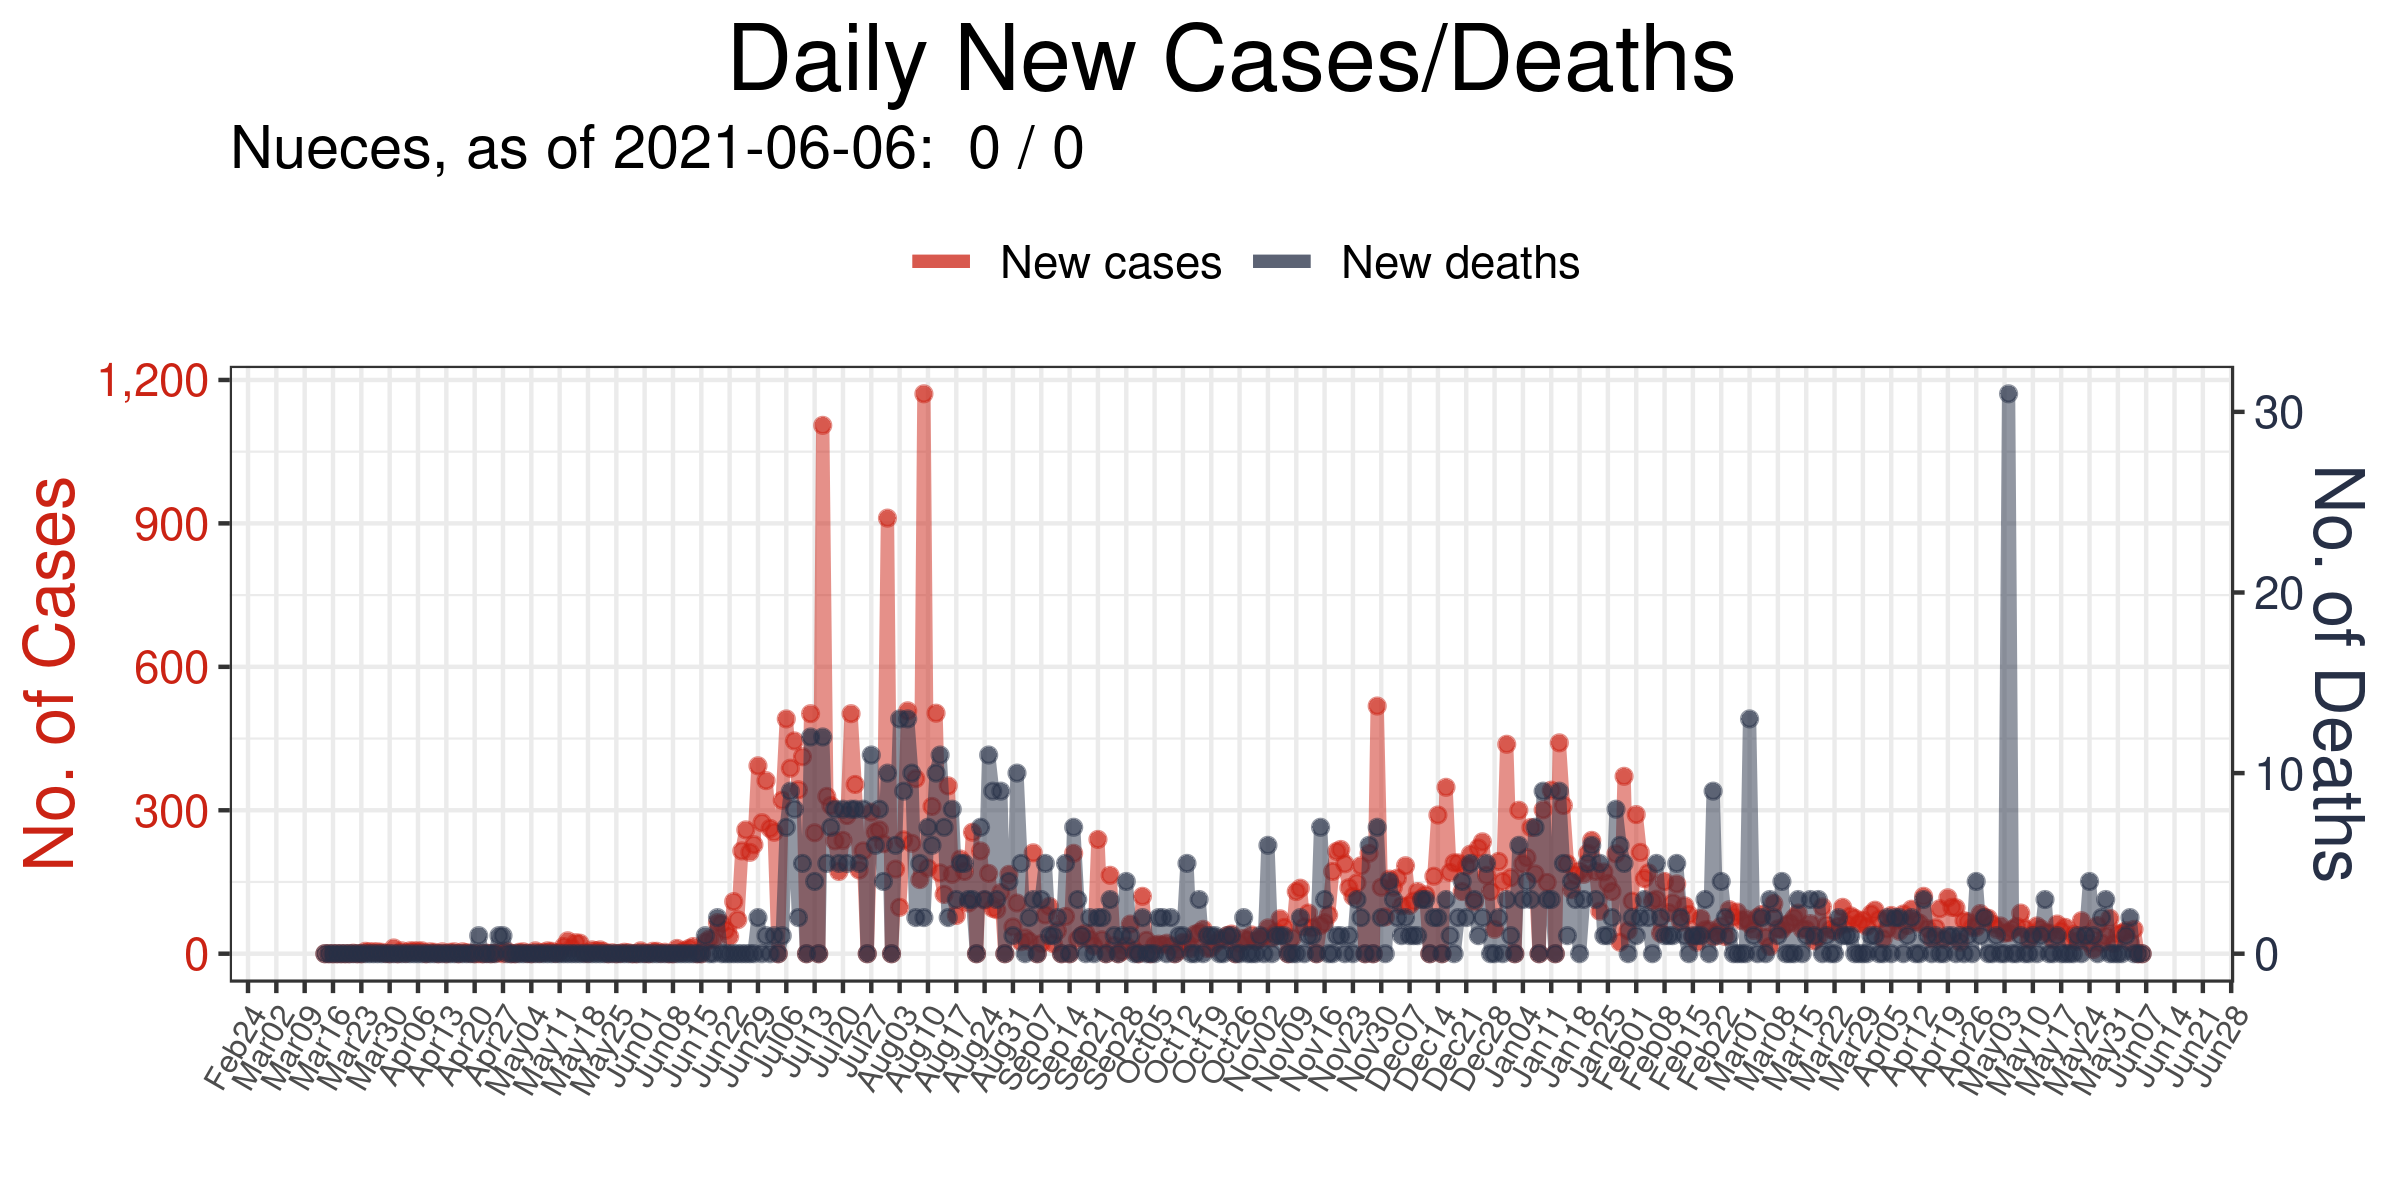 Daily New Cases/Deaths
Nueces, as of 2021-06-06:  0 / 0
New cases
New deaths
No. of Cases
1,200
900
600
300
0
No. of Deaths
30
20
10
0
Feb24
Mar02
Mar09
Mar16
Mar23
Mar30
Apr06
Apr13
Apr20
Apr27
May04
May11
May18
May25
Jun01
Jun08
Jun15
Jun22
Jun29
Jul06
Jul13
Jul20
Jul27
Aug03
Aug10
Aug17
Aug24
Aug31
Sep07
Sep14
Sep21
Sep28
Oct05
Oct12
Oct19
Oct26
Nov02
Nov09
Nov16
Nov23
Nov30
Dec07
Dec14
Dec21
Dec28
Jan04
Jan11
Jan18
Jan25
Feb01
Feb08
Feb15
Feb22
Mar01
Mar08
Mar15
Mar22
Mar29
Apr05
Apr12
Apr19
Apr26
May03
May10
May17
May24
May31
Jun07
Jun14
Jun21
Jun28